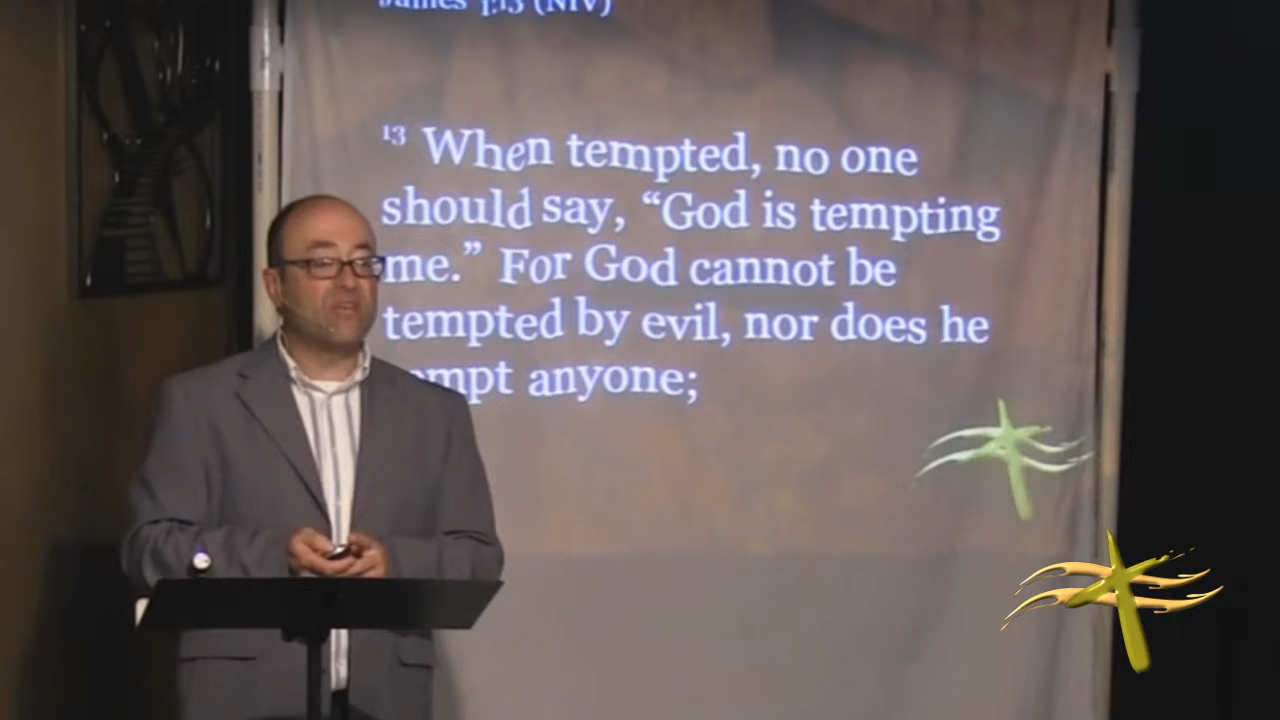 James 1:13 (NIV)
13 When tempted, no one
should say, “God is tempting
me.” For God cannot be
tempted by evil, nor does he
empt anyone;